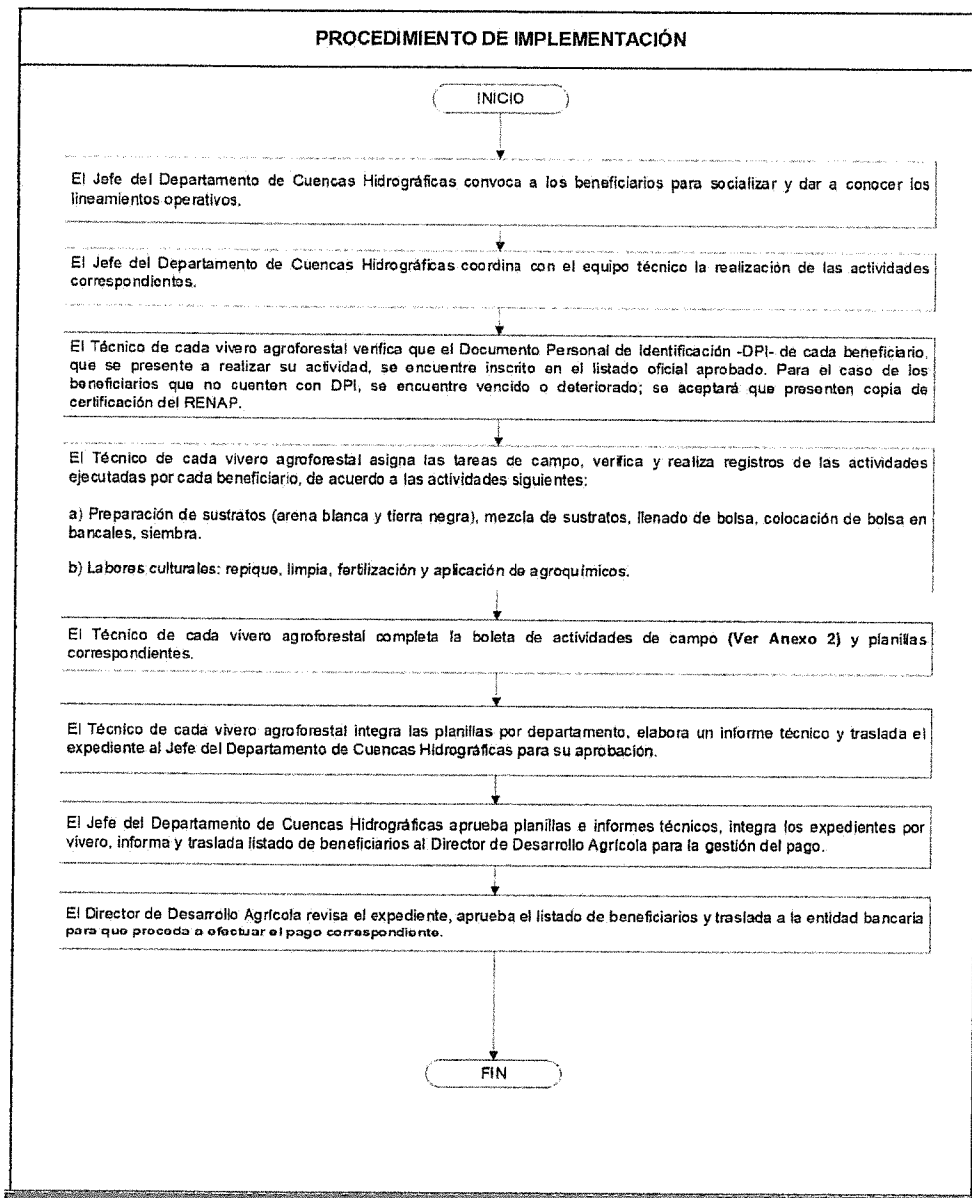 PROCEDIMIENTO DE IMPLEMENTACIÓN
INICIO
El Jefe del Departamento de Cuencas Hidrográficas convoca a los beneficiarios para socializar y dar a conocer los
lineamientos operativos.
El Jefe del Departamento de Cuencas Hidrográficas coordina con el equipo técnico la realización de las actividades
correspondientes.
El Técnico de cada vivero agroforestal verifica que el Documento Personal de Identificación -DPI- de cada beneficiario,
que se presente a realizar su actividad, se encuentre inscrito en el listado oficial aprobado. Para el caso de los
beneficiarios que no cuenten con DPI, se encuentre vencido o deteriorado; se aceptará que presenten copia de
certificación del RENAP.
El Técnico de cada vivero agroforestal asigna las tareas de campo, verifica y realiza registros de las actividades
ejecutadas por cada beneficiario, de acuerdo a las actividades siguientes:
a) Preparación de sustratos (arena blanca y tierra negra), mezcla de sustratos, llenado de bolsa, colocación de bolsa en
bancales, siembra.
b) Labores culturales: repique, limpia, fertilización y aplicación de agroquímicos.
El Técnico de cada vivero agroforestal completa la boleta de actividades de campo (Ver Anexo 2) y planillas
correspondientes.
El Técnico de cada vivero agroforestal integra las planillas por departamento, elabora un informe técnico y traslada el
expediente al Jefe del Departamento de Cuencas Hidrográficas para su aprobación.
El Jefe del Departamento de Cuencas Hidrográficas aprueba planillas e informes técnicos, integra los expedientes por
vivero, informa y traslada listado de beneficiarios al Director de Desarrollo Agrícola para la gestión del pago.
El Director de Desarrollo Agrícola revisa el expediente, aprueba el listado de beneficiarios y traslada a la entidad bancaria
para que proceda a efectuar el pago correspondiente.
FIN